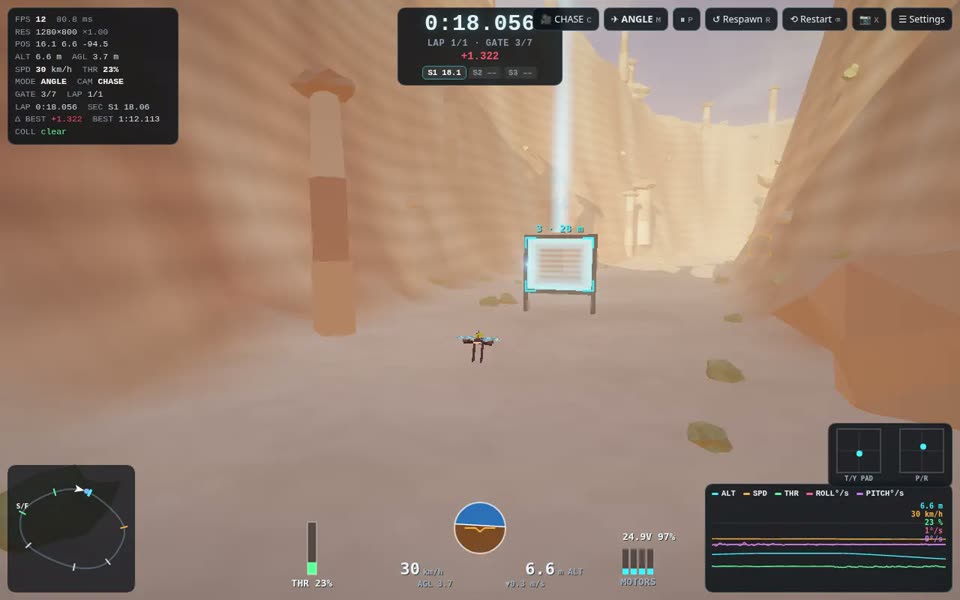 FPS 12 80.8 ms
RES 1280×800 ×1.00
POS 16.1 6.6 -94.5
ALT 6.6 m AGL 3.7 m
SPD 30 km/h THR 23%
MODE ANGLE CAM CHASE
GATE 3/7 LAP 1/1
LAP 0:18.056 SEC S1 18.06
Δ BEST +1.322 BEST 1:12.113
COLL clear
0:18.056
LAP 1/1 · GATE 3/7
+1.322
S1 18.1 S2 —— S3 ——
CHASE C
ANGLE M
P
Respawn R
Restart
X
Settings
3 · 26 m
S/F
THR 23%
30 km/h
AGL 3.7
6.6 m ALT
▼0.3 m/s
24.9V 97%
MOTORS
T/Y PAD
P/R
ALT SPD THR ROLL°/s PITCH°/s
6.6 m
30 km/h
23 %
1°/s
0°/s